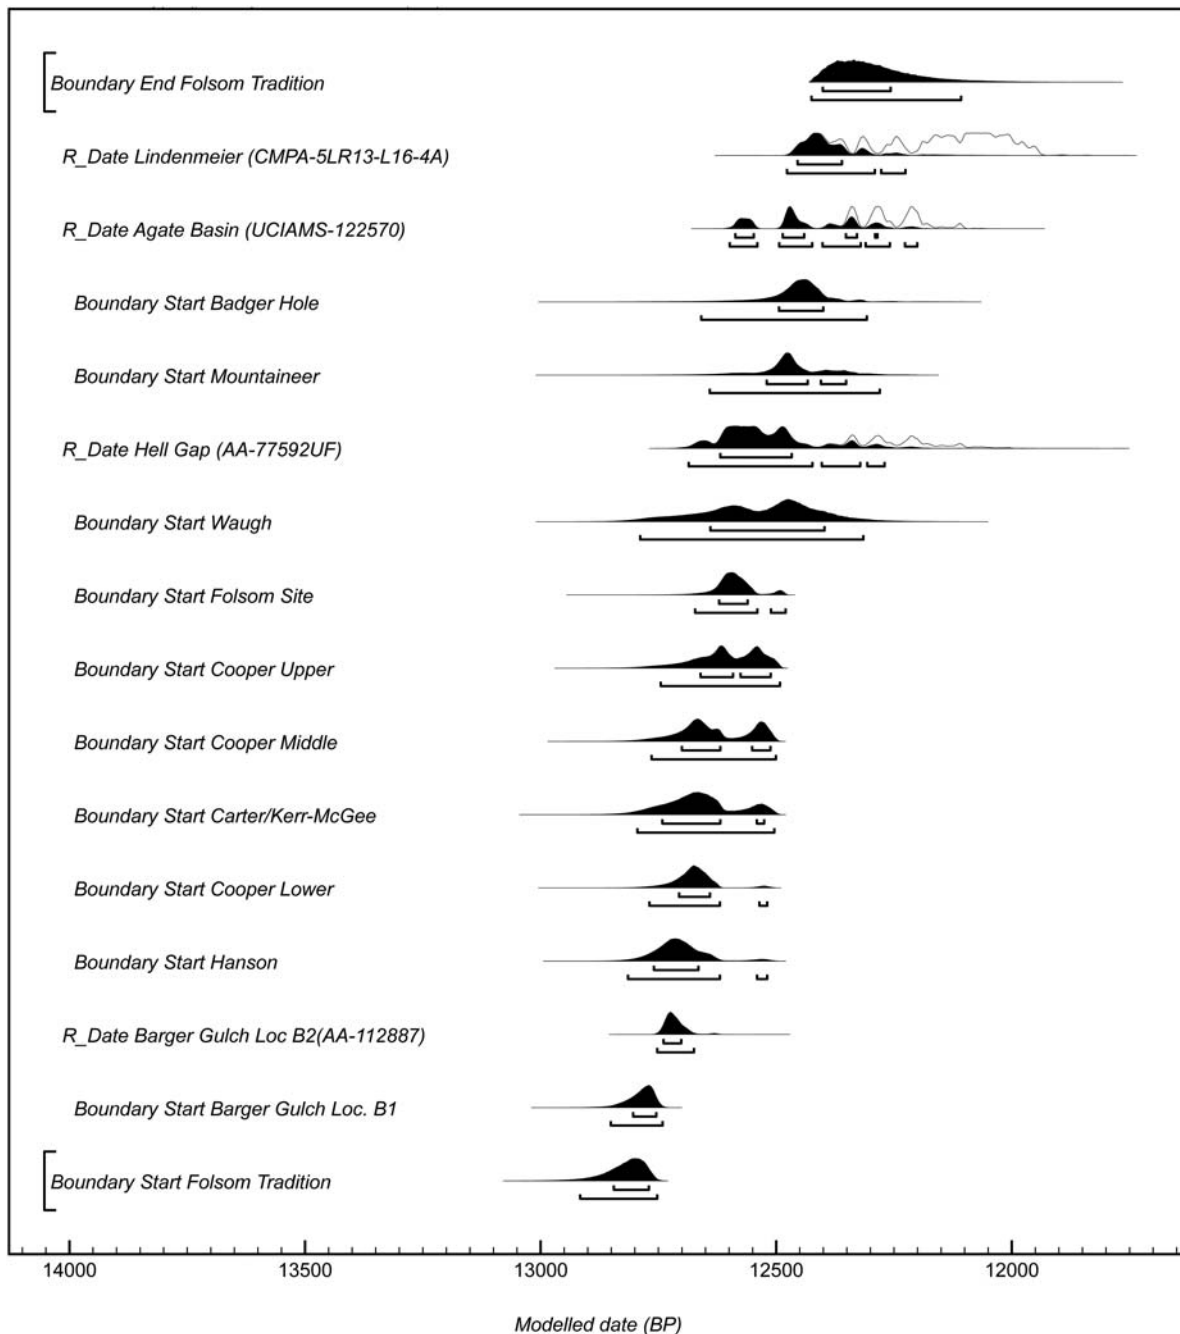 Boundary End Folsom Tradition
R_Date Lindenmeier (CMPA-5LR13-L16-4A)
R_Date Agate Basin (UCIAMS-122570)
Boundary Start Badger Hole
Boundary Start Mountaineer
R_Date Hell Gap (AA-77592UF)
Boundary Start Waugh
Boundary Start Folsom Site
Boundary Start Cooper Upper
Boundary Start Cooper Middle
Boundary Start Carter/Kerr-McGee
Boundary Start Cooper Lower
Boundary Start Hanson
R_Date Barger Gulch Loc B2(AA-112887)
Boundary Start Barger Gulch Loc. B1
Boundary Start Folsom Tradition
14000 13500 13000 12500 12000
Modelled date (BP)